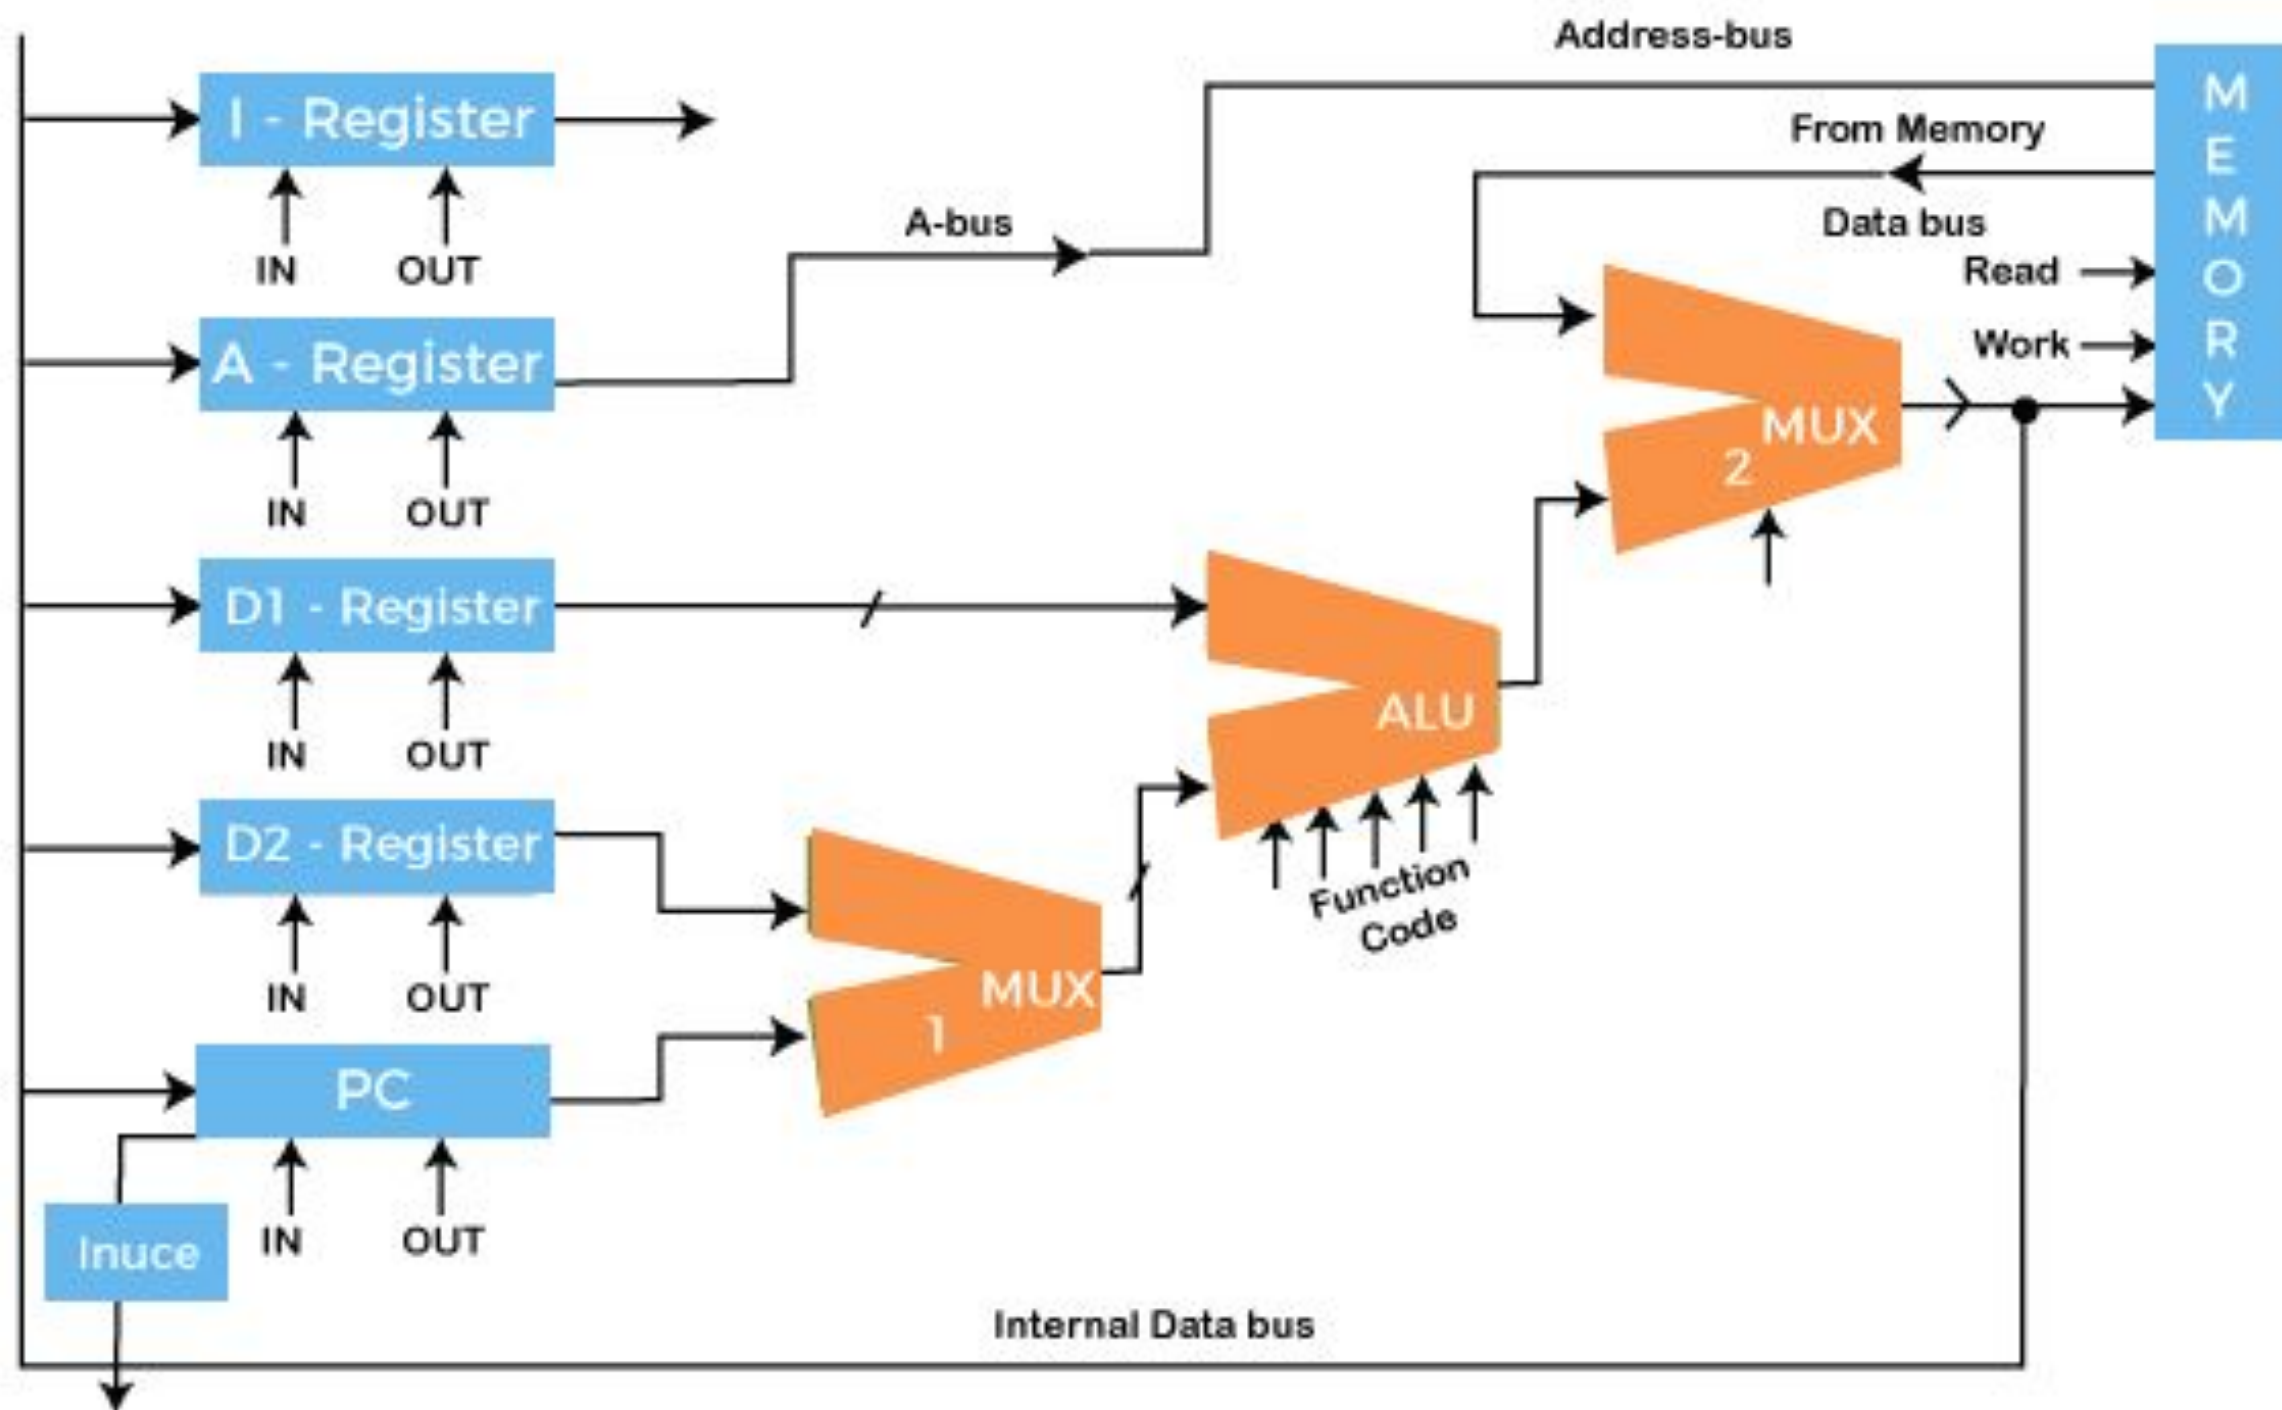 Address-bus
I - Register
From Memory
A-bus
Data bus
IN OUT
Read
MEMORY
A - Register
Work
MUX
2
IN OUT
D1 - Register
ALU
IN OUT
D2 - Register
Function
Code
MUX
1
IN OUT
PC
IN OUT
Inuce
Internal Data bus